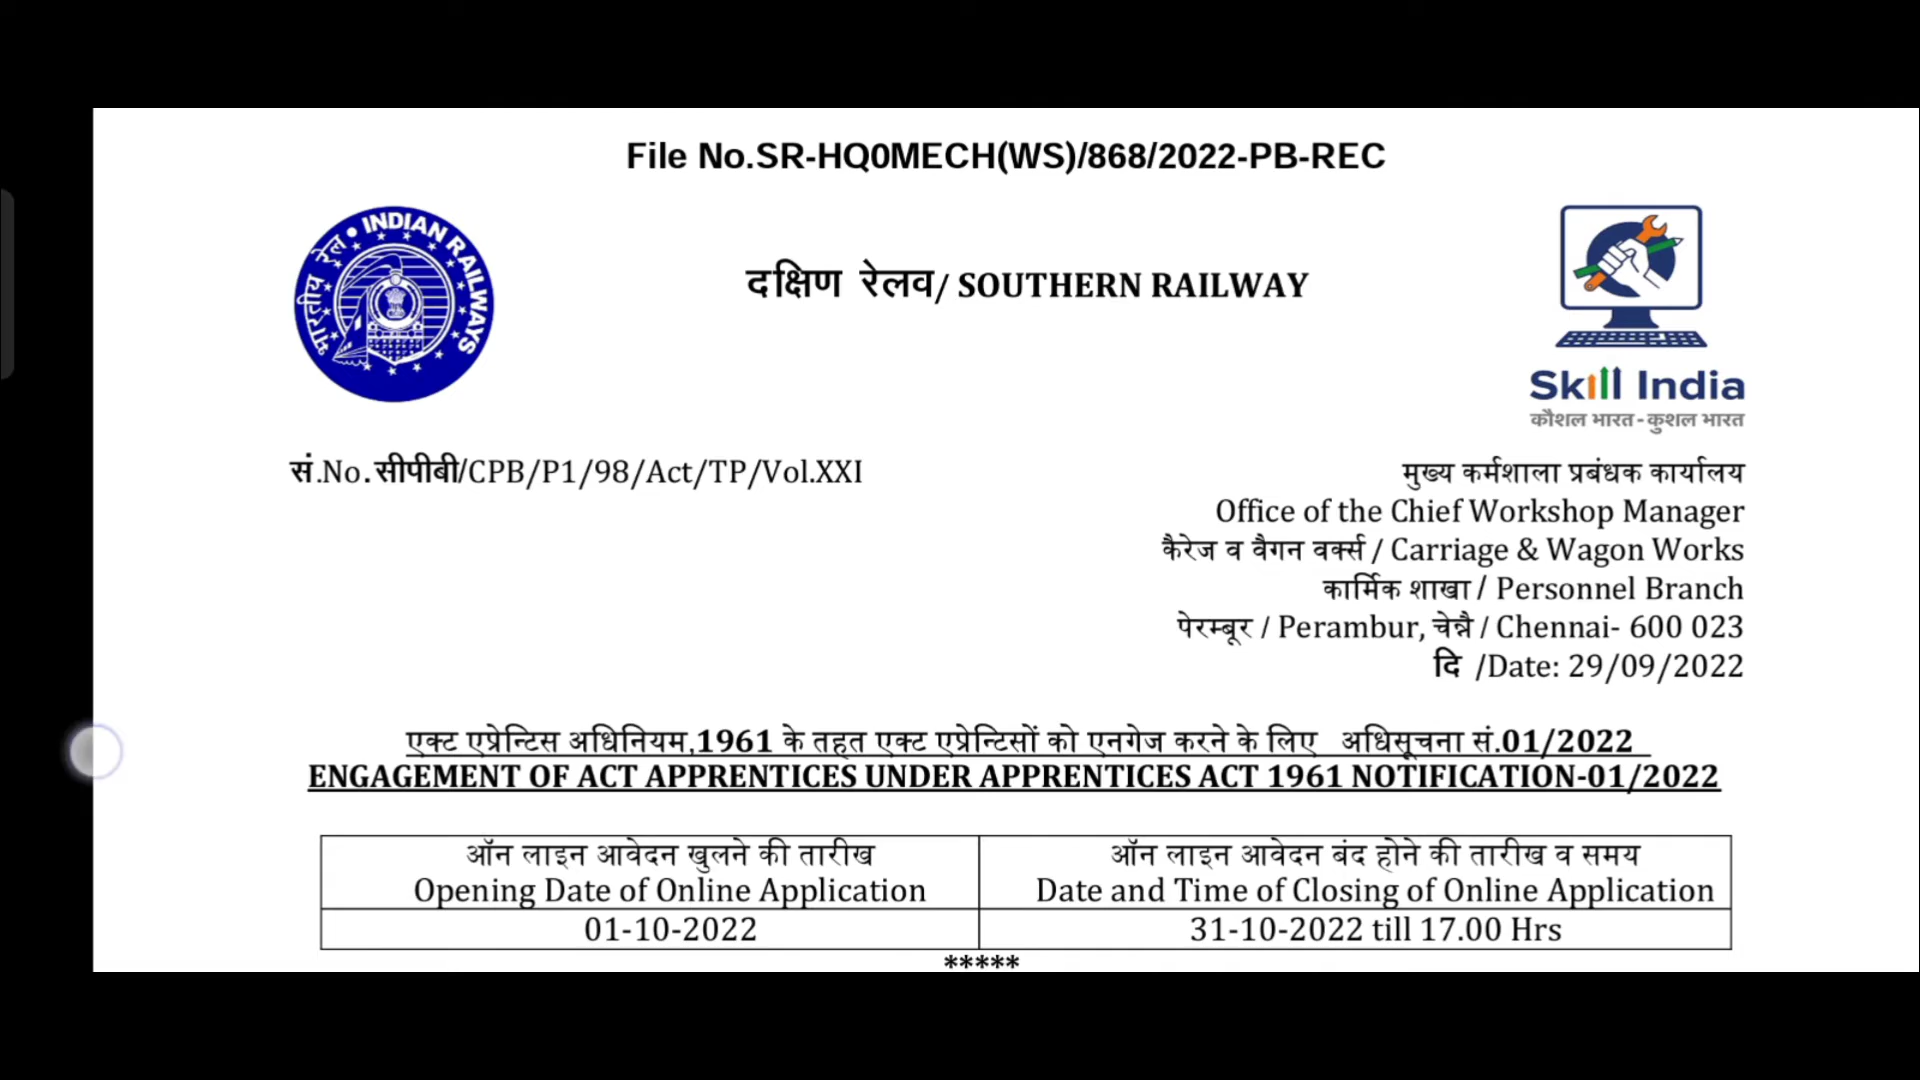 File No.SR-HQ0MECH(WS)/868/2022-PB-REC
भारतीय रेल • INDIAN RAILWAYS
दक्षिण रेलव/ SOUTHERN RAILWAY
Skill India
कौशल भारत - कुशल भारत
सं.No.सीपीबी/CPB/P1/98/Act/TP/Vol.XXI
मुख्य कर्मशाला प्रबंधक कार्यालय
Office of the Chief Workshop Manager
कैरेज व वैगन वर्क्स / Carriage & Wagon Works
कार्मिक शाखा / Personnel Branch
पेरम्बूर / Perambur, चेन्नै / Chennai- 600 023
दि /Date: 29/09/2022
एक्ट एप्रेन्टिस अधिनियम,1961 के तहत एक्ट एप्रेन्टिसों को एनगेज करने के लिए अधिसूचना सं.01/2022
ENGAGEMENT OF ACT APPRENTICES UNDER APPRENTICES ACT 1961 NOTIFICATION-01/2022
ऑन लाइन आवेदन खुलने की तारीख
Opening Date of Online Application
ऑन लाइन आवेदन बंद होने की तारीख व समय
Date and Time of Closing of Online Application
01-10-2022
31-10-2022 till 17.00 Hrs
*****